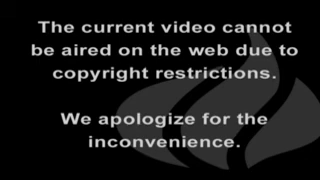 The current video cannot
be aired on the web due to
copyright restrictions.
We apologize for the
inconvenience.